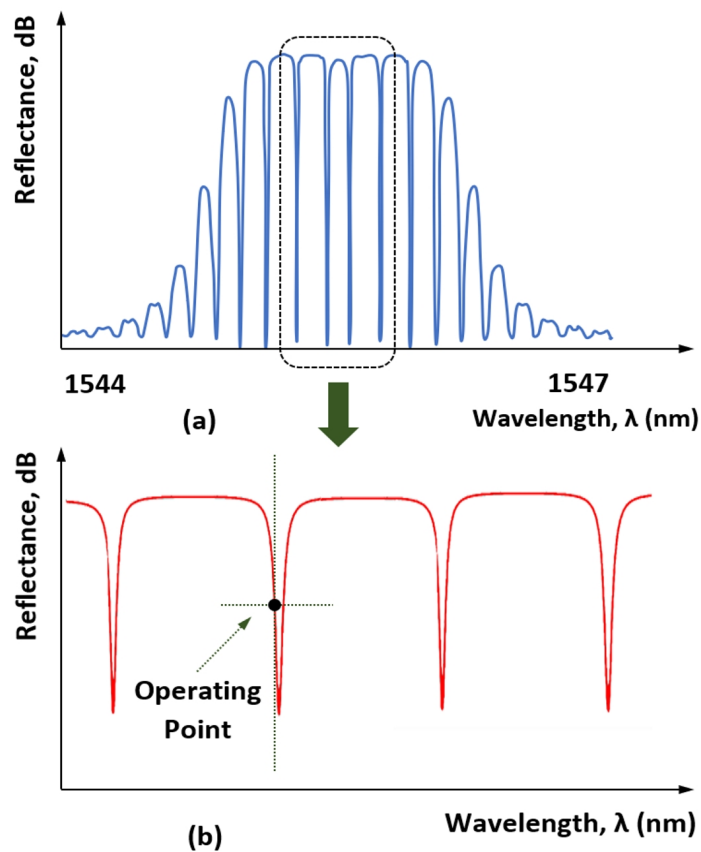 Reflectance, dB
1544
1547
(a)
Wavelength, λ (nm)
Reflectance, dB
Operating
Point
(b)
Wavelength, λ (nm)